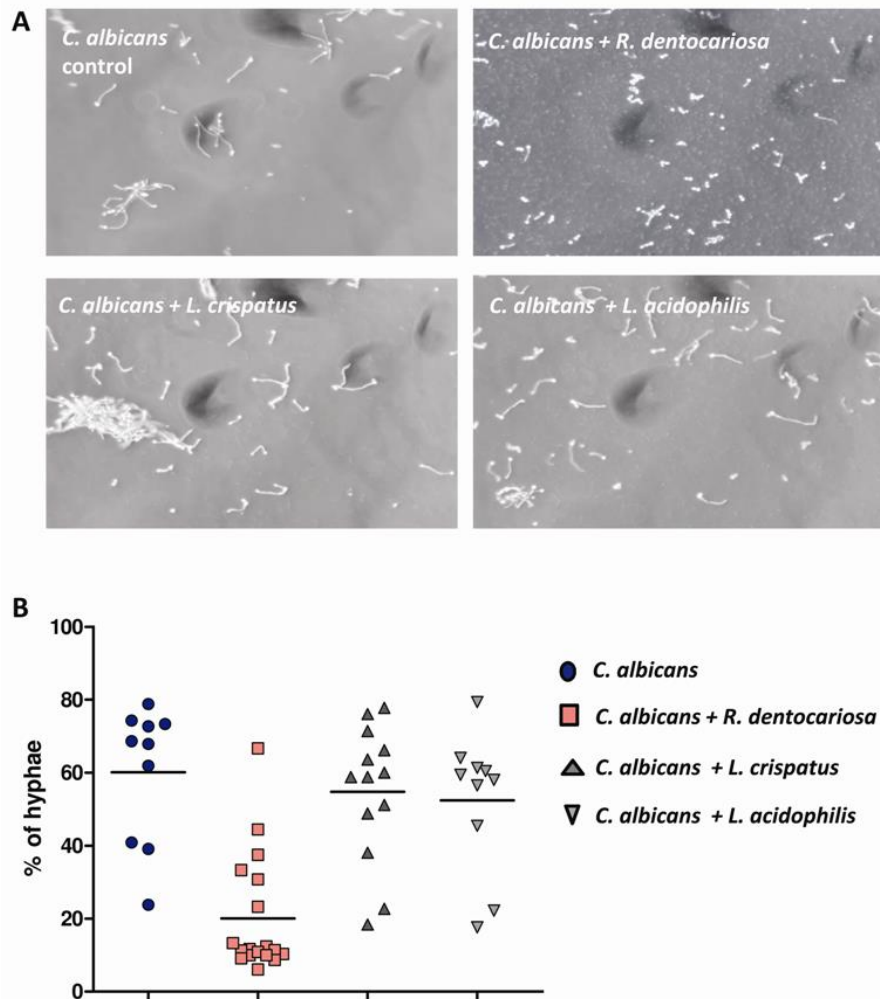 A
C. albicans
control
C. albicans + R. dentocariosa
C. albicans + L. crispatus
C. albicans + L. acidophilis
B
% of hyphae
100
80
60
40
20
0
C. albicans
C. albicans + R. dentocariosa
C. albicans + L. crispatus
C. albicans + L. acidophilis